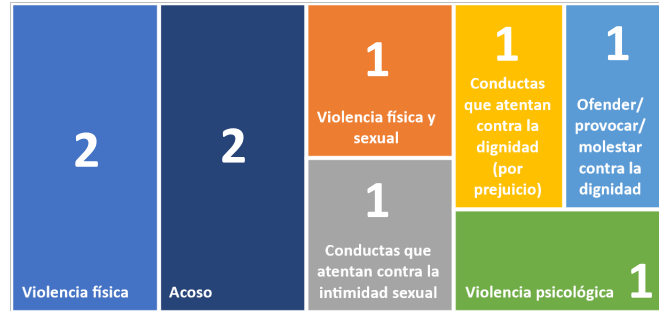 2
Violencia física
2
Acoso
1
Violencia física y
sexual
1
Conductas que
atentan contra la
intimidad sexual
1
Conductas
que atentan
contra la
dignidad
(por
prejuicio)
1
Ofender/
provocar/
molestar
contra la
dignidad
Violencia psicológica 1